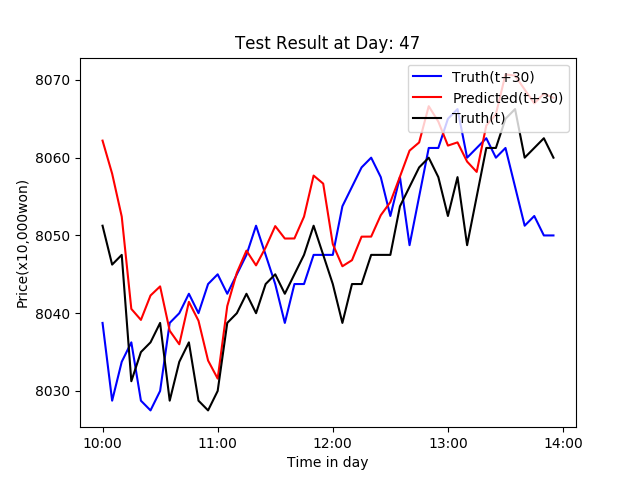 Test Result at Day: 47
Truth(t+30)
Predicted(t+30)
Truth(t)
8070
8060
8050
8040
8030
Price(x10,000won)
10:00 11:00 12:00 13:00 14:00
Time in day